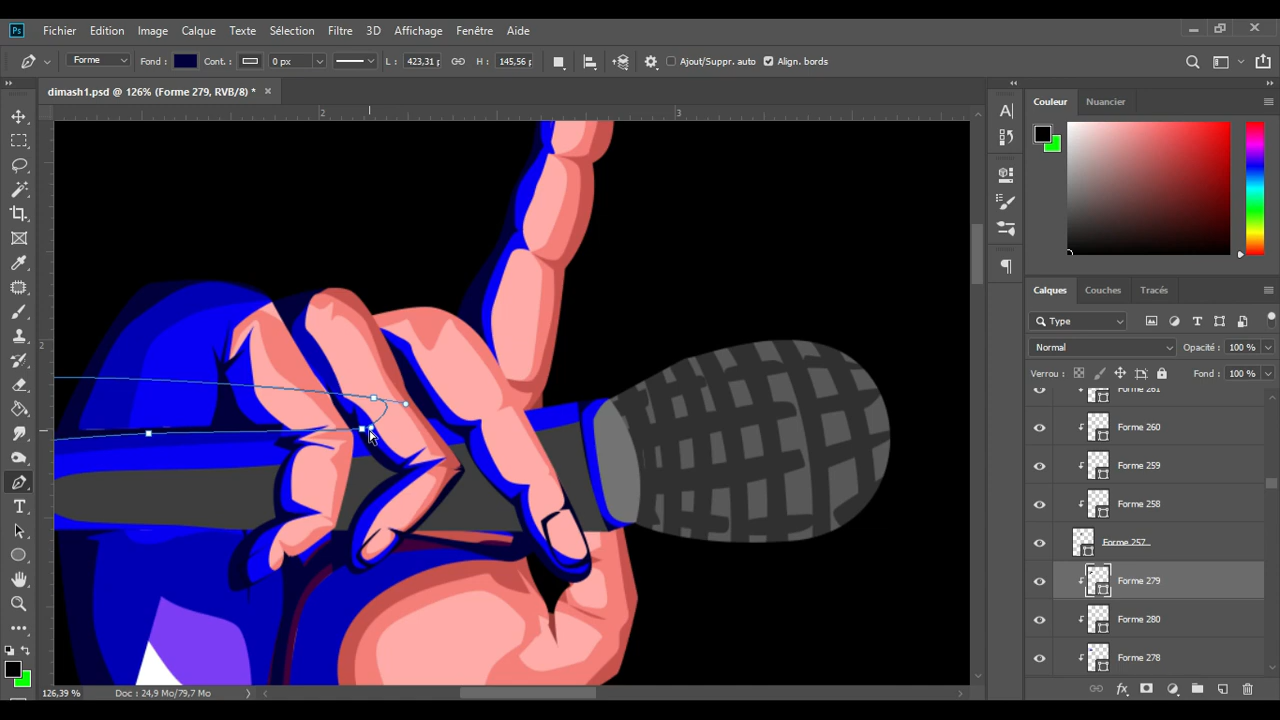 Ps Fichier Edition Image Calque Texte Sélection Filtre 3D Affichage Fenêtre Aide
Forme Fond : Cont. : 0 px L : 423,31 p H : 145,56 p Ajout/Suppr. auto Align. bords
dimash1.psd @ 126% (Forme 279, RVB/8) *
2 3
2
Couleur Nuancier
Calques Couches Tracés
Type
Normal Opacité : 100 %
Verrou : Fond : 100 %
Forme 261
Forme 260
Forme 259
Forme 258
Forme 257
Forme 279
Forme 280
Forme 278
126,39 % Doc : 24,9 Mo/79,7 Mo